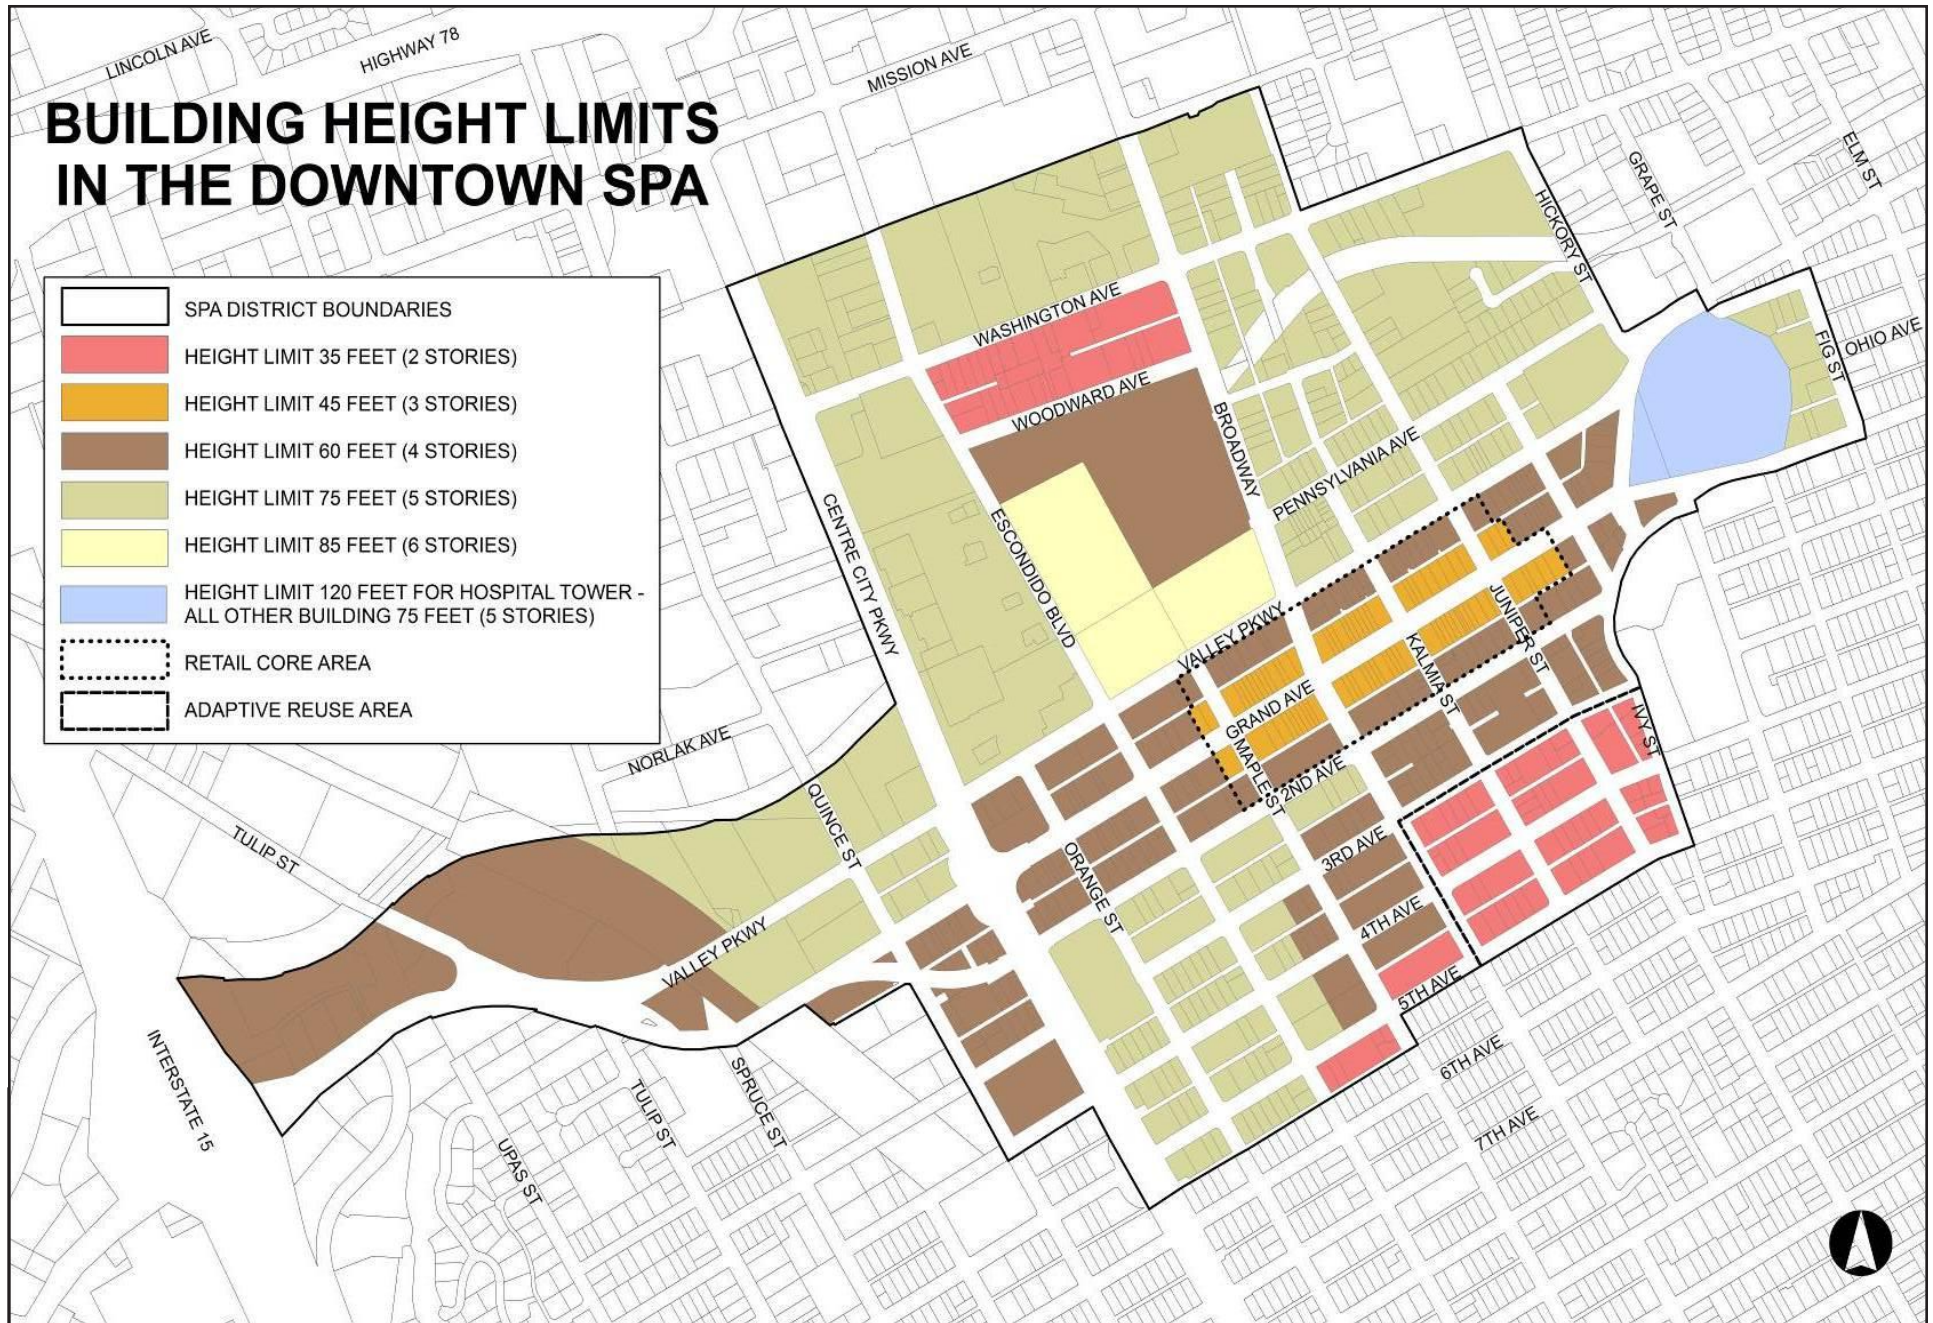 LINCOLN AVE
HIGHWAY 78
MISSION AVE
BUILDING HEIGHT LIMITS
IN THE DOWNTOWN SPA
SPA DISTRICT BOUNDARIES
HEIGHT LIMIT 35 FEET (2 STORIES)
HEIGHT LIMIT 45 FEET (3 STORIES)
HEIGHT LIMIT 60 FEET (4 STORIES)
HEIGHT LIMIT 75 FEET (5 STORIES)
HEIGHT LIMIT 85 FEET (6 STORIES)
HEIGHT LIMIT 120 FEET FOR HOSPITAL TOWER -
ALL OTHER BUILDING 75 FEET (5 STORIES)
RETAIL CORE AREA
ADAPTIVE REUSE AREA
ELM ST
GRAPE ST
HICKORY ST
WASHINGTON AVE
FIG ST
OHIO AVE
WOODWARD AVE
BROADWAY
PENNSYLVANIA AVE
CENTRE CITY PKWY
ESCONDIDO BLVD
VALLEY PKWY
JUNIPER ST
KALMIA ST
GRAND AVE
G
MAPLE ST
2ND AVE
IVY ST
NORLAK AVE
QUINCE ST
TULIP ST
3RD AVE
ORANGE ST
4TH AVE
VALLEY PKWY
5TH AVE
INTERSTATE 15
6TH AVE
SPRUCE ST
TULIP ST
UPAS ST
7TH AVE